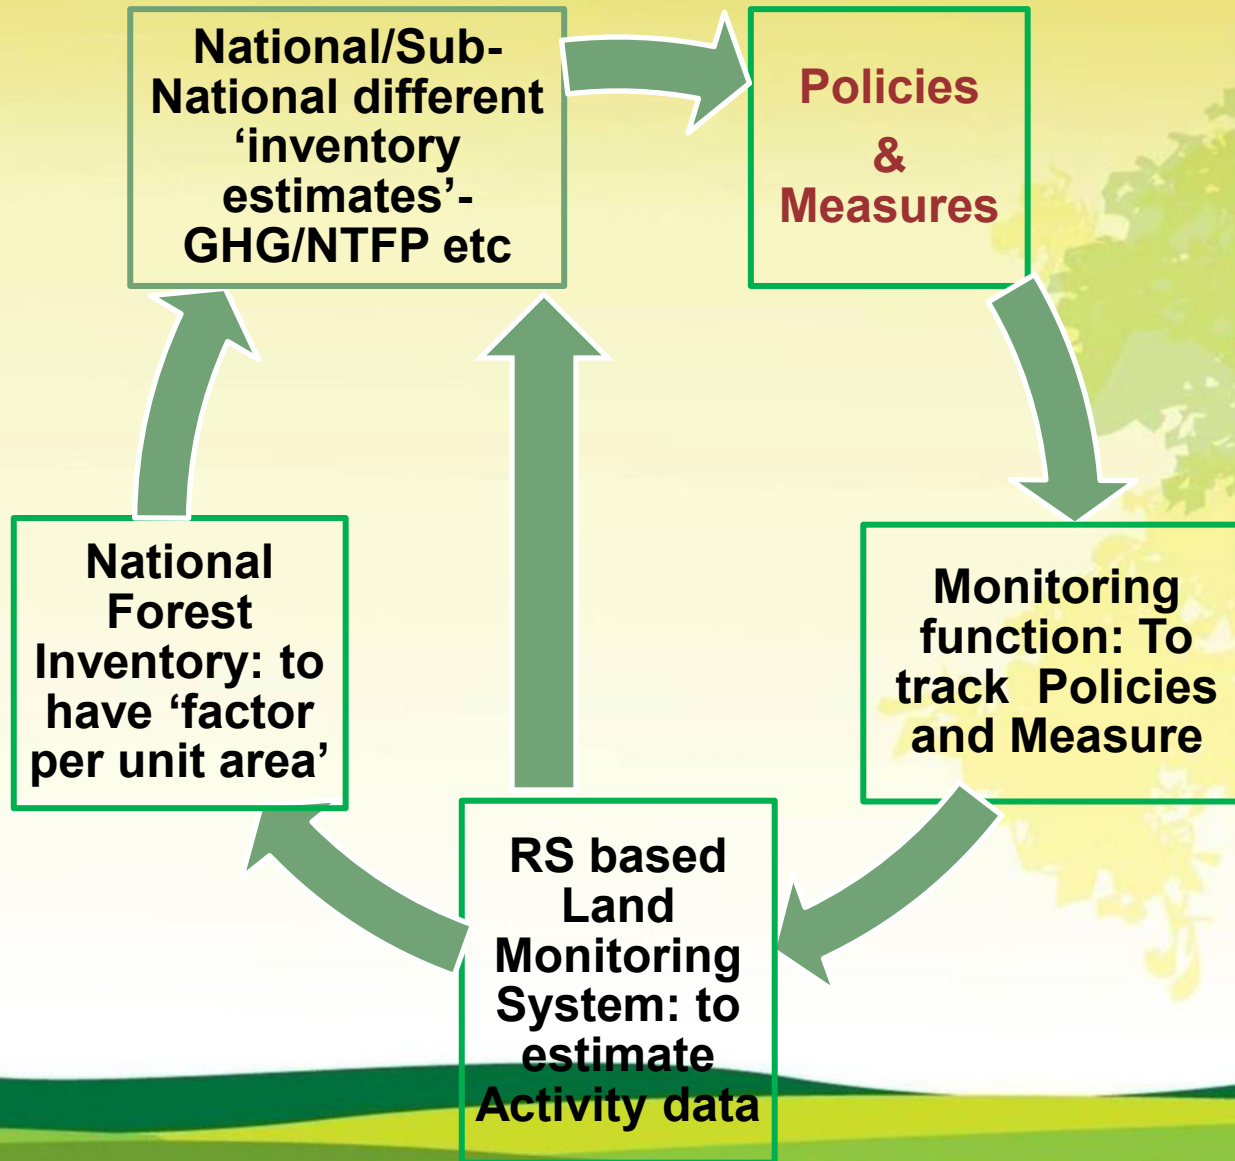 National/Sub-
National different
‘inventory
estimates’-
GHG/NTFP etc
Policies
&
Measures
Monitoring
function: To
track Policies
and Measure
RS based
Land
Monitoring
System: to
estimate
Activity data
National
Forest
Inventory: to
have ‘factor
per unit area’